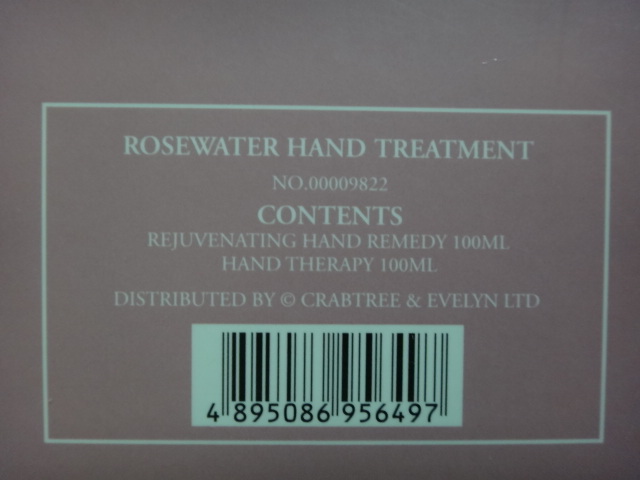 ROSEWATER HAND TREATMENT
NO.00009822
CONTENTS
REJUVENATING HAND REMEDY 100ML
HAND THERAPY 100ML
DISTRIBUTED BY © CRABTREE & EVELYN LTD
4 895086 956497